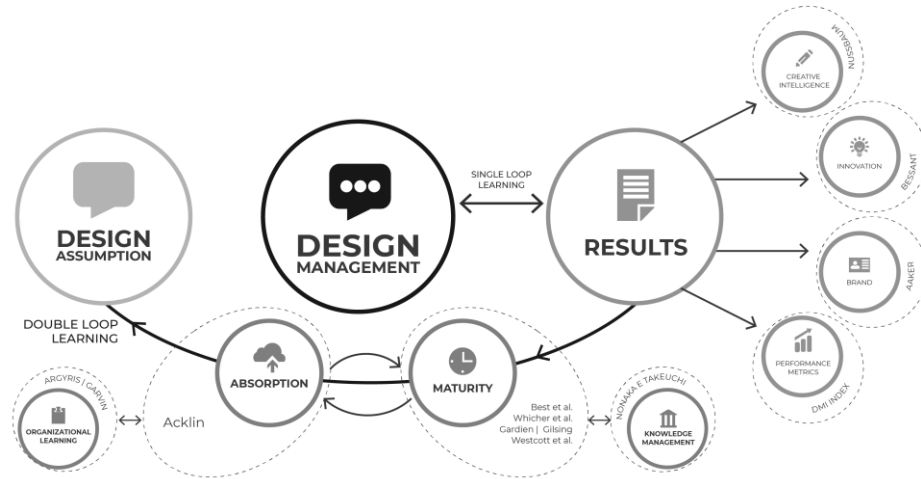 NUSSBAUM
CREATIVE
INTELLIGENCE
INNOVATION
BESSANT
SINGLE LOOP
LEARNING
DESIGN
ASSUMPTION
DESIGN
MANAGEMENT
RESULTS
BRAND
AAKER
DOUBLE LOOP
LEARNING
PERFORMANCE
METRICS
DMI INDEX
ABSORPTION
MATURITY
ARGYRIS | GARVIN
ORGANIZATIONAL
LEARNING
Acklin
Best et al.
Whicher et al.
Gardien | Gilsing
Westcott et al.
NONAKA E TAKEUCHI
KNOWLEDGE
MANAGEMENT